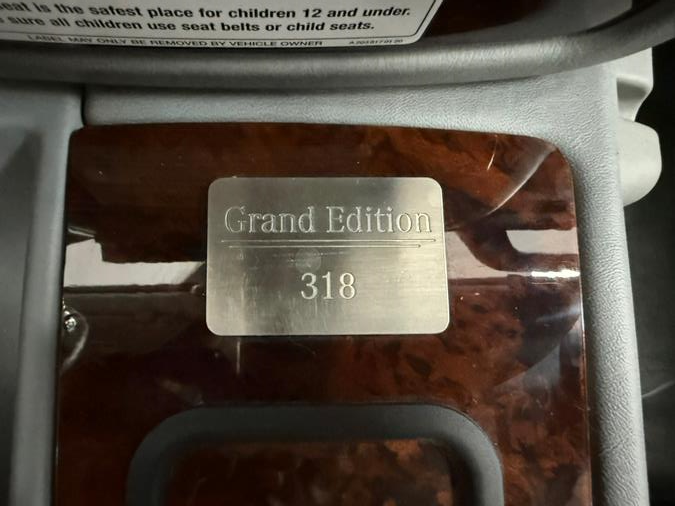 seat is the safest place for children 12 and under.
sure all children use seat belts or child seats.
LABEL MAY ONLY BE REMOVED BY VEHICLE OWNER
Grand Edition
318